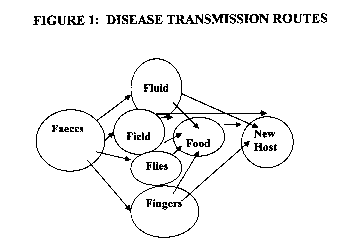 FIGURE 1: DISEASE TRANSMISSION ROUTES
Fluid
Faeces
Field
Food
New
Host
Flies
Fingers